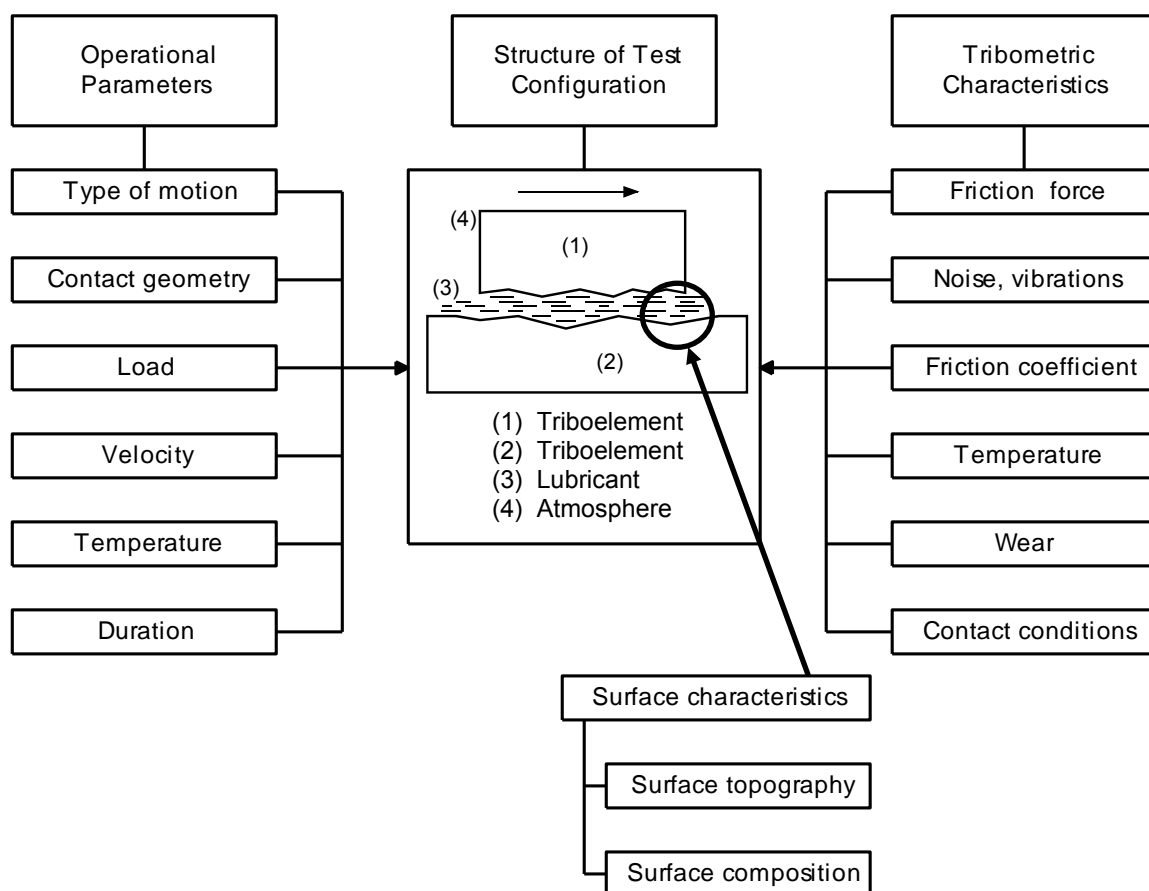 Operational
Parameters
Type of motion
Contact geometry
Load
Velocity
Temperature
Duration
Structure of Test
Configuration
(4)
(1)
(3)
(2)
(1) Triboelement
(2) Triboelement
(3) Lubricant
(4) Atmosphere
Tribometric
Characteristics
Friction force
Noise, vibrations
Friction coefficient
Temperature
Wear
Contact conditions
Surface characteristics
Surface topography
Surface composition